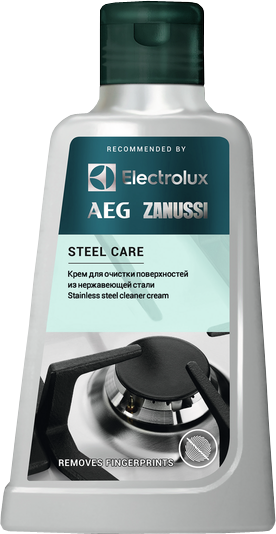 RECOMMENDED BY
Electrolux
AEG ZANUSSI
STEEL CARE
Крем для очистки поверхностей
из нержавеющей стали
Stainless steel cleaner cream
REMOVES FINGERPRINTS